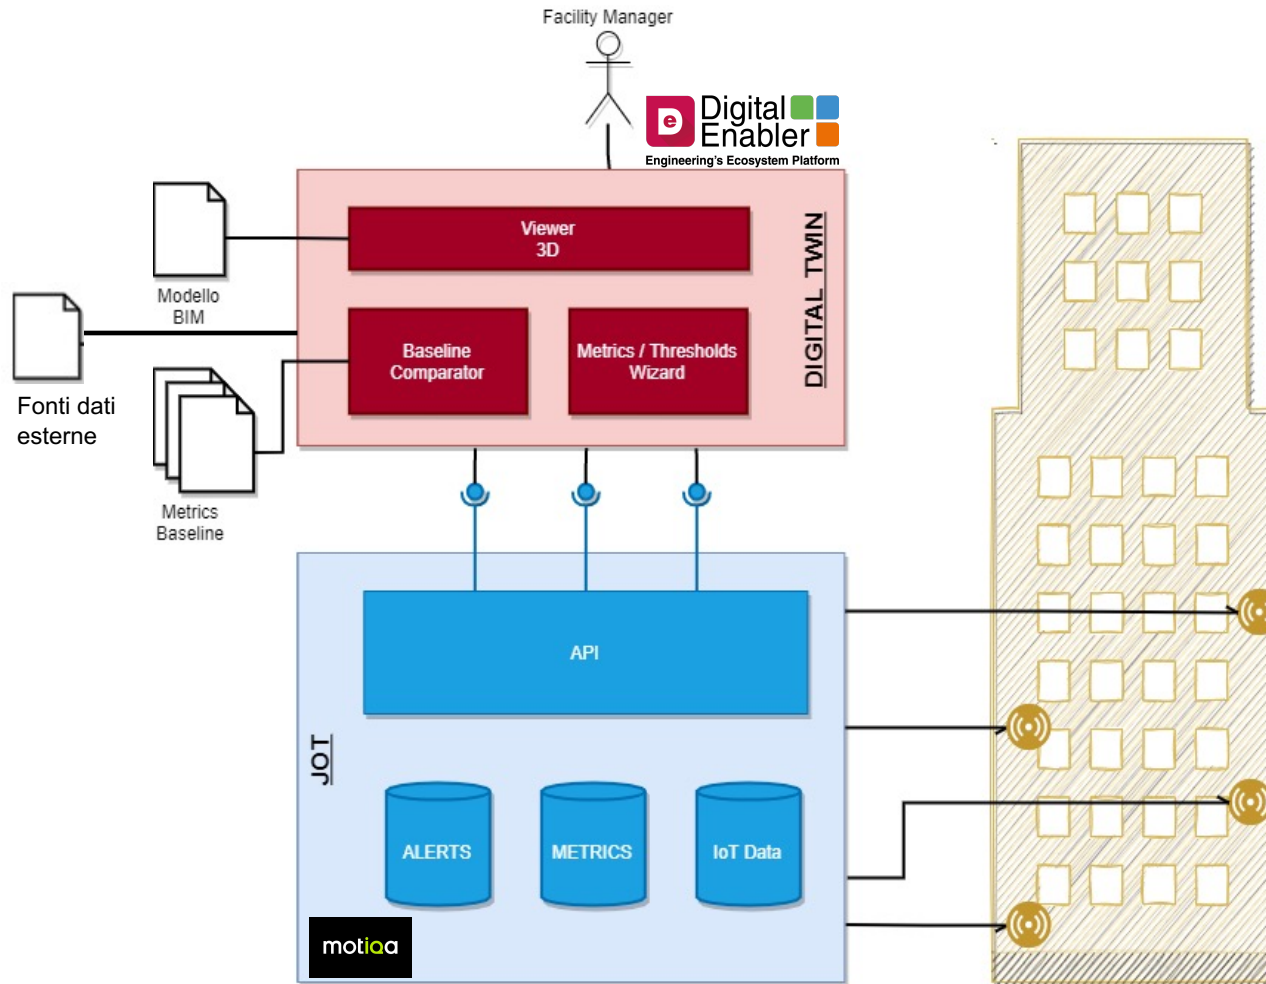 Facility Manager
De
Digital
Enabler
Engineering's Ecosystem Platform
Viewer
3D
DIGITAL TWIN
Modello
BIM
Baseline
Comparator
Metrics / Thresholds
Wizard
Fonti dati
esterne
Metrics
Baseline
API
JOT
ALERTS
METRICS
IoT Data
motiqa